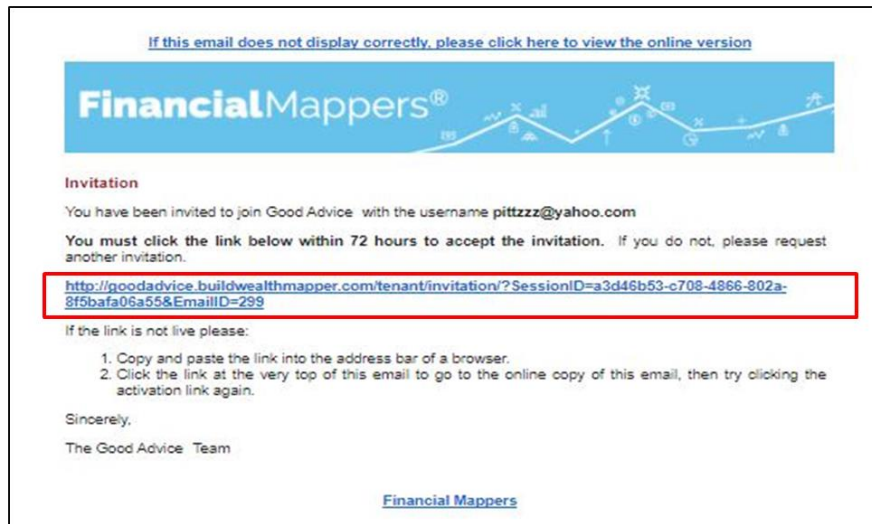 If this email does not display correctly, please click here to view the online version
FinancialMappers®
Invitation
You have been invited to join Good Advice with the username pittzzz@yahoo.com
You must click the link below within 72 hours to accept the invitation. If you do not, please request
another invitation.
http://goodadvice.buildwealthmapper.com/tenant/invitation/?SessionID=a3d46b53-c708-4866-802a-
8f5bafa06a55&EmailID=299
If the link is not live please:
1. Copy and paste the link into the address bar of a browser.
2. Click the link at the very top of this email to go to the online copy of this email, then try clicking the
activation link again.
Sincerely,
The Good Advice Team
Financial Mappers